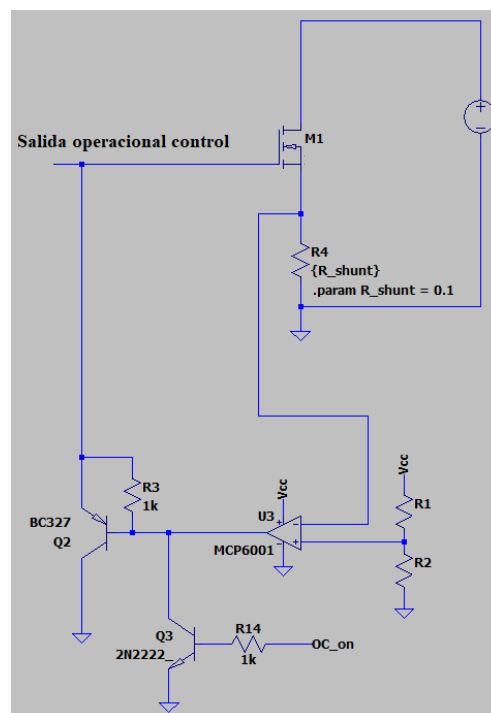 Salida operacional control
M1
R4
{R_shunt}
.param R_shunt = 0.1
+
−
R3
1k
BC327
Q2
Vcc
U3
MCP6001
+
−
−
+
Vcc
R1
R2
Q3
2N2222_
R14
1k
OC_on